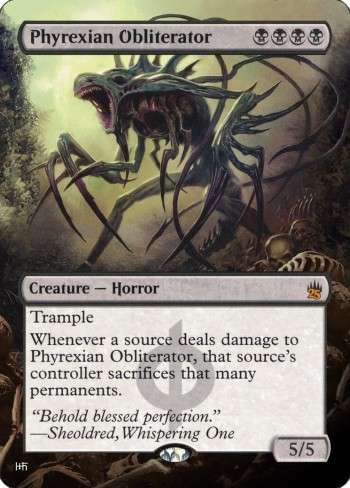 Phyrexian Obliterator
Creature — Horror
25
Trample
Whenever a source deals damage to
Phyrexian Obliterator, that source's
controller sacrifices that many
permanents.
"Behold blessed perfection."
—Sheoldred, Whispering One
5/5